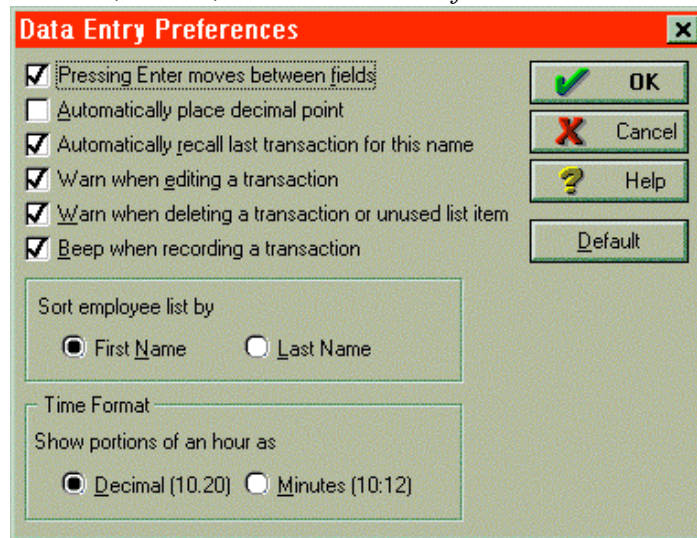 Data Entry Preferences
Pressing Enter moves between fields
Automatically place decimal point
Automatically recall last transaction for this name
Warn when editing a transaction
Warn when deleting a transaction or unused list item
Beep when recording a transaction
OK
Cancel
Help
Default
Sort employee list by
First Name Last Name
Time Format
Show portions of an hour as
Decimal (10.20) Minutes (10:12)